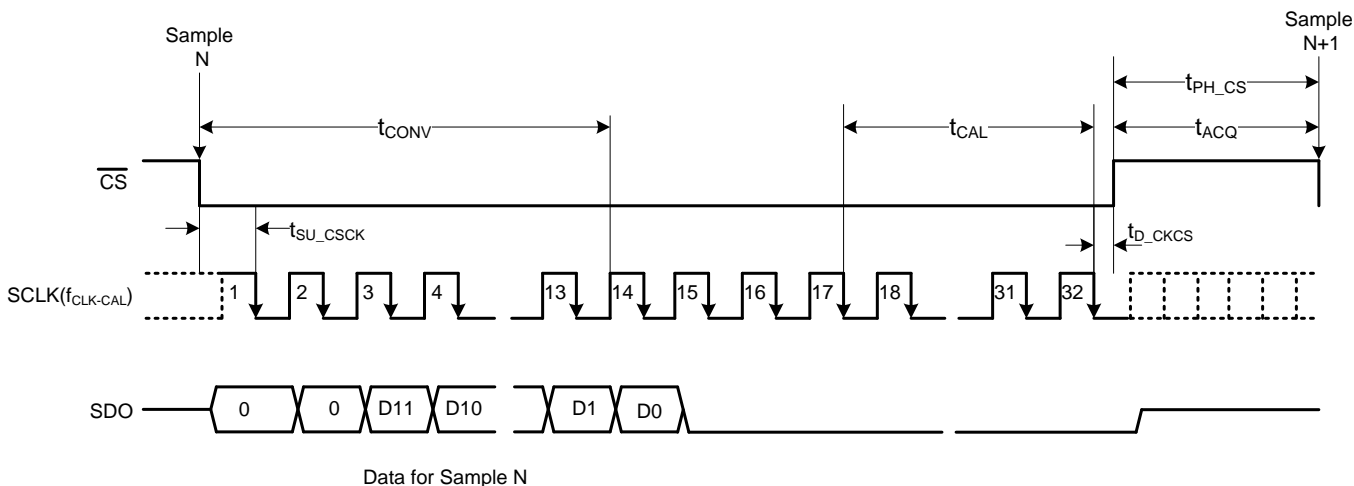 Sample
N
Sample
N+1
tPH_CS
tCONV
tCAL
tACQ
CS
tSU_CSCK
tD_CKCS
SCLK(fCLK-CAL)
1 2 3 4 13 14 15 16 17 18 31 32
SDO
0 0 D11 D10 D1 D0
Data for Sample N